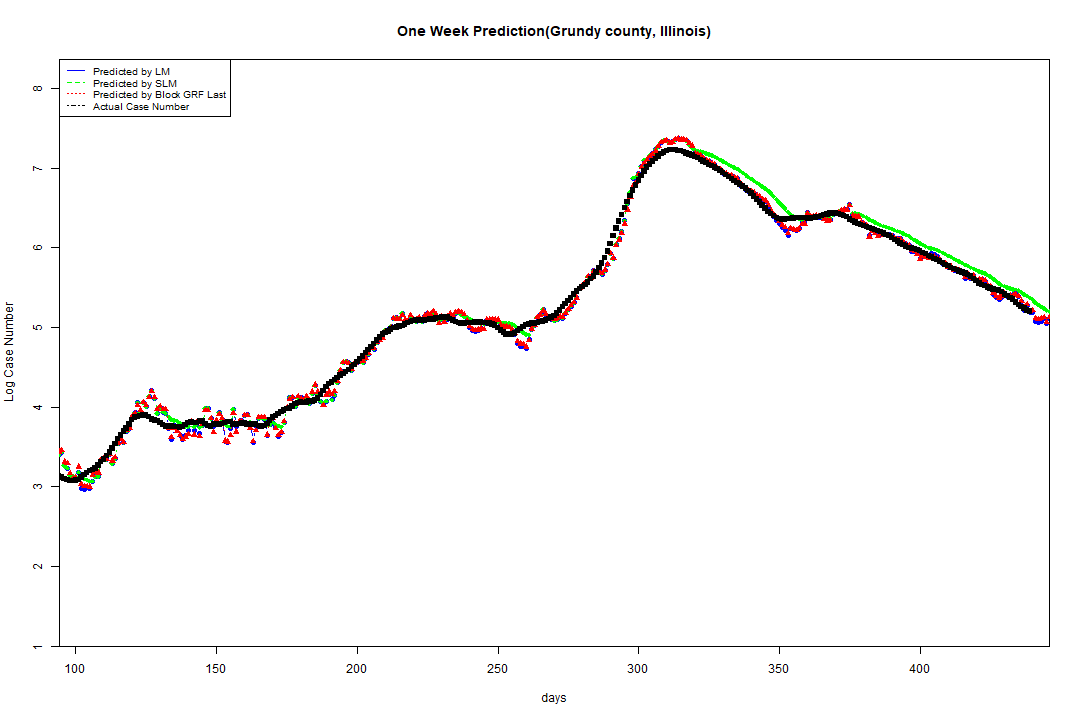 One Week Prediction(Grundy county, Illinois)
Predicted by LM
Predicted by SLM
Predicted by Block GRF Last
Actual Case Number
8
7
6
5
4
3
2
1
Log Case Number
100 150 200 250 300 350 400
days